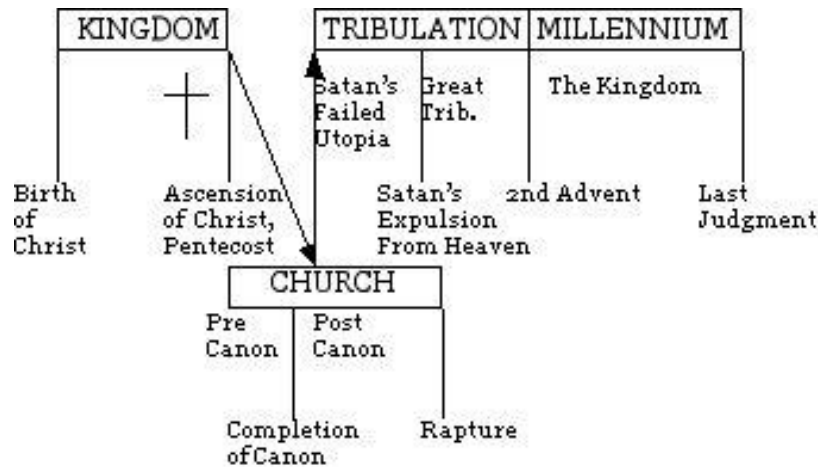 KINGDOM
TRIBULATION
MILLENNIUM
Satan's
Failed
Utopia
Great
Trib.
The Kingdom
Birth
of
Christ
Ascension
of Christ,
Pentecost
Satan's
Expulsion
From Heaven
2nd Advent
Last
Judgment
CHURCH
Pre
Canon
Post
Canon
Completion
of Canon
Rapture